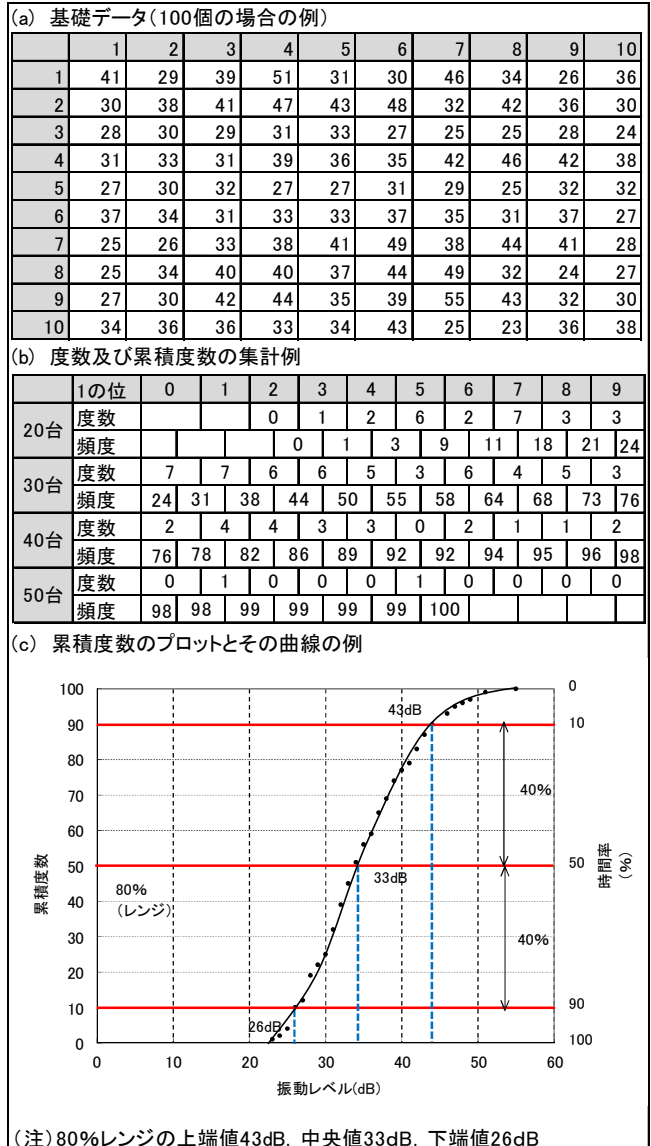 (a) 基礎データ(100個の場合の例)
1 2 3 4 5 6 7 8 9 10
1 41 29 39 51 31 30 46 34 26 36
2 30 38 41 47 43 48 32 42 36 30
3 28 30 29 31 33 27 25 25 28 24
4 31 33 31 39 36 35 42 46 42 38
5 27 30 32 27 27 31 29 25 32 32
6 37 34 31 33 33 37 35 31 37 27
7 25 26 33 38 41 49 38 44 41 28
8 25 34 40 40 37 44 49 32 24 27
9 27 30 42 44 35 39 55 43 32 30
10 34 36 36 33 34 43 25 23 36 38
(b) 度数及び累積度数の集計例
1の位 0 1 2 3 4 5 6 7 8 9
20台 度数 0 1 2 6 2 7 3 3
頻度 0 1 3 9 11 18 21 24
30台 度数 7 7 6 6 5 3 6 4 5 3
頻度 24 31 38 44 50 55 58 64 68 73 76
40台 度数 2 4 4 3 3 0 2 1 1 2
頻度 76 78 82 86 89 92 92 94 95 96 98
50台 度数 0 1 0 0 0 1 0 0 0 0
頻度 98 98 99 99 99 99 100
(c) 累積度数のプロットとその曲線の例
100 0
43dB
90 10
80
40%
70
60
50 50
33dB
80%
(レンジ)
40
40%
30
20
10 90
26dB
0 100
累積度数
時間率
(%)
0 10 20 30 40 50 60
振動レベル(dB)
(注)80%レンジの上端値43dB, 中央値33dB, 下端値26dB